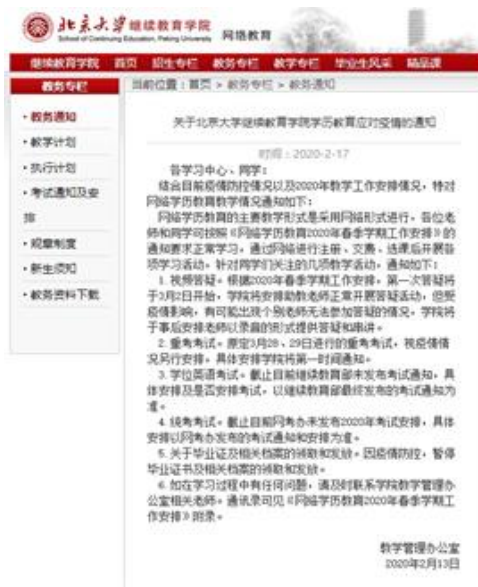 北京大学 继续教育学院 网络教育
School of Continuing Education, Peking University
继续教育学院 首页 招生专栏 教务专栏 教学专栏 毕业生风采 精品课
教务专栏
当前位置：首页 > 教务专栏 > 教务通知
· 教务通知
· 教学计划
· 执行计划
· 考试通知及安
排
· 规章制度
· 新生须知
· 教务资料下载
关于北京大学继续教育学院学历教育应对疫情的通知
时间：2020-2-17
各学习中心、同学：
结合目前疫情防控情况以及2020年教学工作安排情况，特对
网络学历教育教学情况通知如下：
网络学历教育的主要教学形式是采用网络形式进行，各位老
师和同学可按照《网络学历教育2020年春季学期工作安排》的
通知要求正常学习，通过网络进行注册、交费、选课后开展各
项学习活动。针对同学们关注的几项教学活动，通知如下：
1. 视频答疑。根据2020年春季学期工作安排，第一次答疑将
于3月2日开始，学院将安排助教老师正常开展答疑活动，但受
疫情影响，有可能出现个别老师无法参加答疑的情况，学院将
于事后安排老师以录音的形式提供答疑和串讲。
2. 重考考试。原定3月28、29日进行的重考考试，视疫情情
况另行安排，具体安排学院将第一时间通知。
3. 学位英语考试。截止目前继续教育部未发布考试通知，具
体安排及是否安排考试，以继续教育部最终发布的考试通知为
准。
4. 统考考试。截止目前网考办未发布2020年考试安排，具体
安排以网考办发布的考试通知和安排为准。
5. 关于毕业证及相关档案的领取和发放。因疫情防控，暂停
毕业证书及相关档案的领取和发放。
6. 如在学习过程中有任何问题，请及时联系学院教学管理办
公室相关老师。通讯录可见《网络学历教育2020年春季学期工
作安排》附录。
教学管理办公室
2020年2月13日